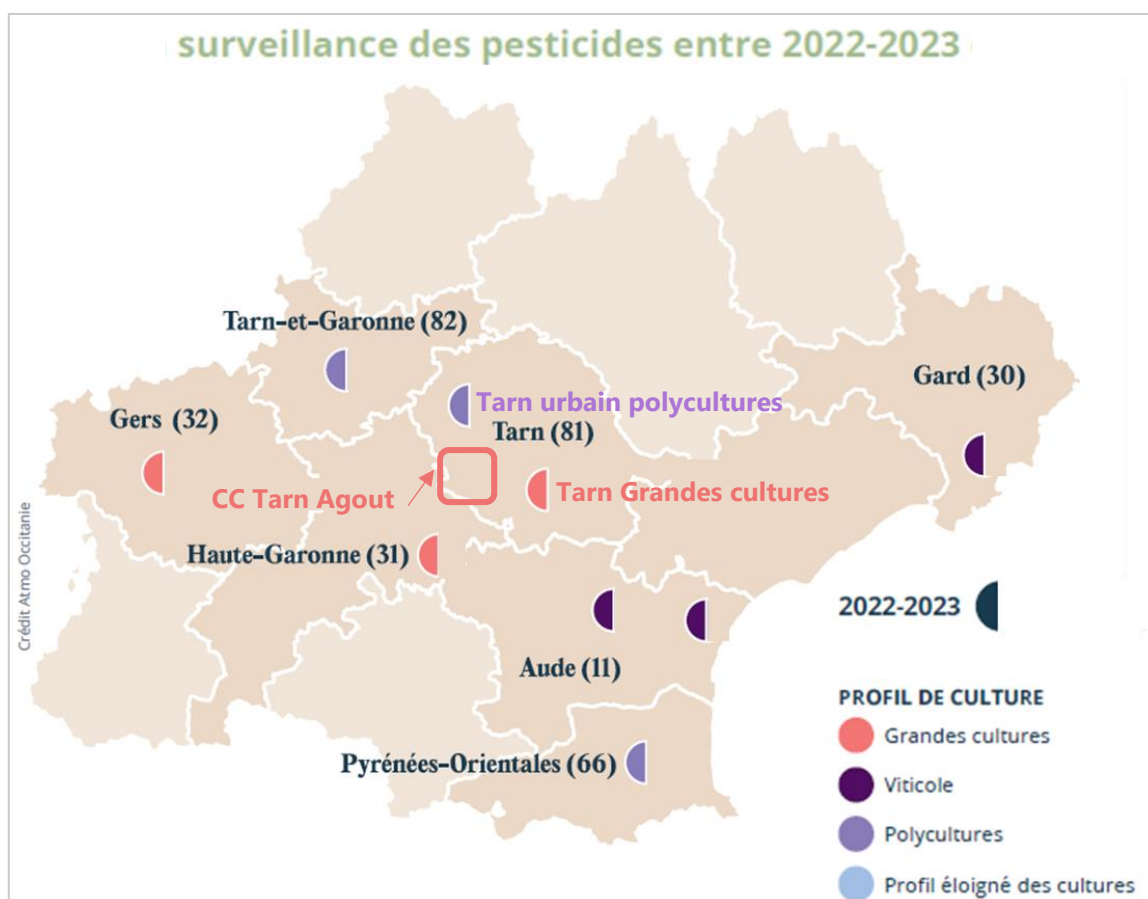 surveillance des pesticides entre 2022-2023
Tarn-et-Garonne (82)
Gard (30)
Tarn urbain polycultures
Gers (32)
Tarn (81)
CC Tarn Agout
Tarn Grandes cultures
Haute-Garonne (31)
Crédit Atmo Occitanie
2022-2023
Aude (11)
PROFIL DE CULTURE
Grandes cultures
Pyrénées-Orientales (66)
Viticole
Polycultures
Profil éloigné des cultures